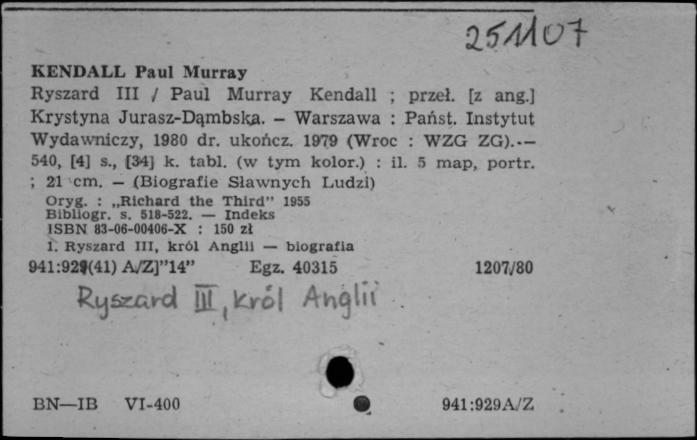 251107
KENDALL Paul Murray
Ryszard III / Paul Murray Kendall ; przeł. [z ang.]
Krystyna Jurasz-Dąmbska. – Warszawa : Państ. Instytut
Wydawniczy, 1980 dr. ukończ. 1979 (Wroc : WZG ZG).—
540, [4] s., [34] k. tabl. (w tym kolor.) : il. 5 map, portr.
; 21 cm. – (Biografie Sławnych Ludzi)
Oryg. : „Richard the Third” 1955
Bibliogr. s. 518-522. — Indeks
ISBN 83-06-00406-X : 150 zł
1. Ryszard III, król Anglii — biografia
941:929(41) A/Z]”14” Egz. 40315 1207/80
Ryszard III, król Anglii
BN—IB VI-400 941:929A/Z